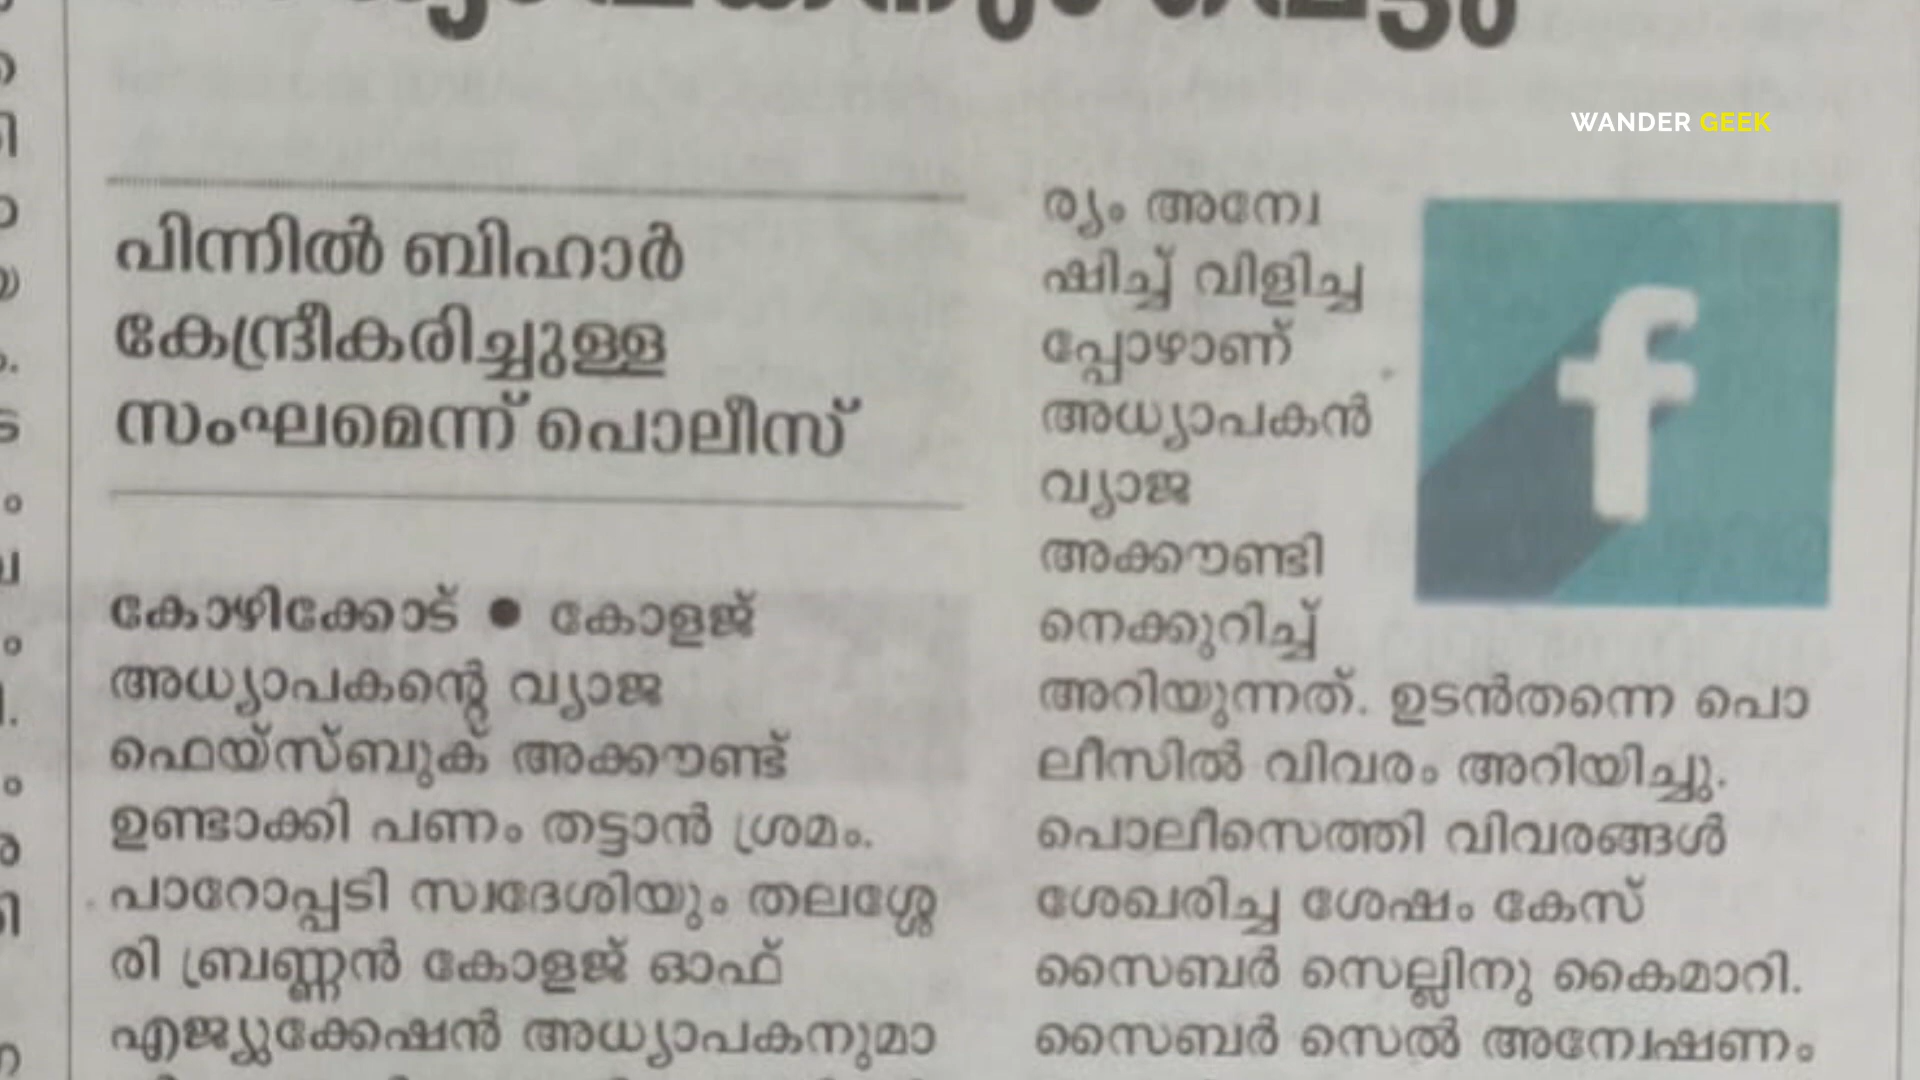 WANDER GEEK
പിന്നിൽ ബിഹാർ
കേന്ദ്രീകരിച്ചുള്ള
സംഘമെന്ന് പൊലീസ്
കോഴിക്കോട് ● കോളജ്
അധ്യാപകന്റെ വ്യാജ
ഫെയ്സ്ബുക് അക്കൗണ്ട്
ഉണ്ടാക്കി പണം തട്ടാൻ ശ്രമം.
പാറോപ്പടി സ്വദേശിയും തലശ്ശേ
രി ബ്രണ്ണൻ കോളജ് ഓഫ്
എജ്യുക്കേഷൻ അധ്യാപകനുമാ
ര്യം അന്വേ
ഷിച്ച് വിളിച്ച
പ്പോഴാണ്
അധ്യാപകൻ
വ്യാജ
അക്കൗണ്ടി
നെക്കുറിച്ച്
അറിയുന്നത്. ഉടൻതന്നെ പൊ
ലീസിൽ വിവരം അറിയിച്ചു.
പൊലീസെത്തി വിവരങ്ങൾ
ശേഖരിച്ച ശേഷം കേസ്
സൈബർ സെല്ലിനു കൈമാറി.
സൈബർ സെൽ അന്വേഷണം